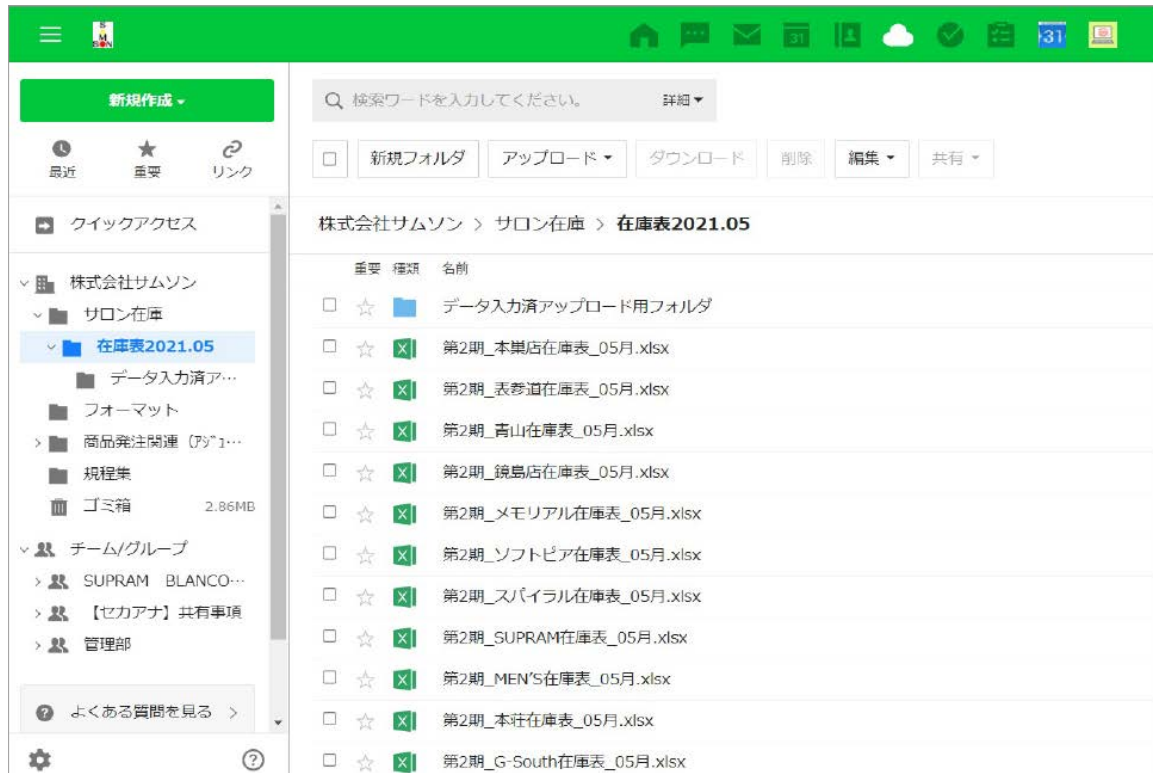 S
M
SON
31
31
新規作成
最近 重要 リンク
クイックアクセス
株式会社サムソン
サロン在庫
在庫表2021.05
データ入力済ア…
フォーマット
商品発注関連（ｱｼﾞｭ…
規程集
ゴミ箱 2.86MB
チーム/グループ
SUPRAM BLANCO…
【セカアナ】共有事項
管理部
よくある質問を見る >
検索ワードを入力してください。 詳細
新規フォルダ アップロード ダウンロード 削除 編集 共有
株式会社サムソン > サロン在庫 > 在庫表2021.05
重要 種類 名前
データ入力済アップロード用フォルダ
第2期_本巣店在庫表_05月.xlsx
第2期_表参道在庫表_05月.xlsx
第2期_青山在庫表_05月.xlsx
第2期_鏡島店在庫表_05月.xlsx
第2期_メモリアル在庫表_05月.xlsx
第2期_ソフトピア在庫表_05月.xlsx
第2期_スパイラル在庫表_05月.xlsx
第2期_SUPRAM在庫表_05月.xlsx
第2期_MEN'S在庫表_05月.xlsx
第2期_本荘在庫表_05月.xlsx
第2期_G-South在庫表_05月.xlsx